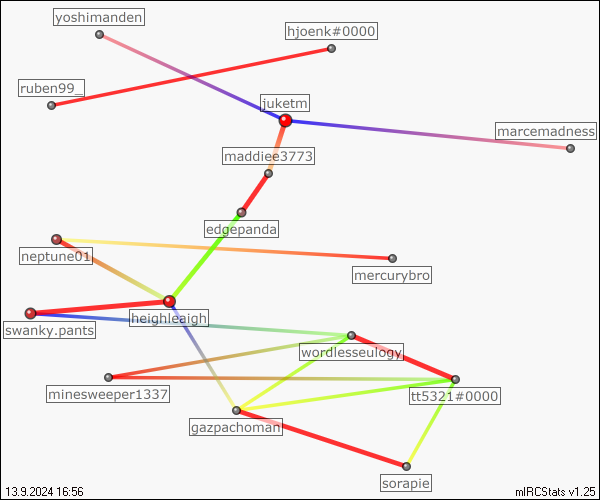 yoshimanden
hjoenk#0000
ruben99_
juketm
marcemadness
maddiee3773
edgepanda
neptune01
mercurybro
heighleaigh
swanky.pants
wordlesseulogy
minesweeper1337
tt5321#0000
gazpachoman
sorapie
13.9.2024 16:56
mIRCStats v1.25